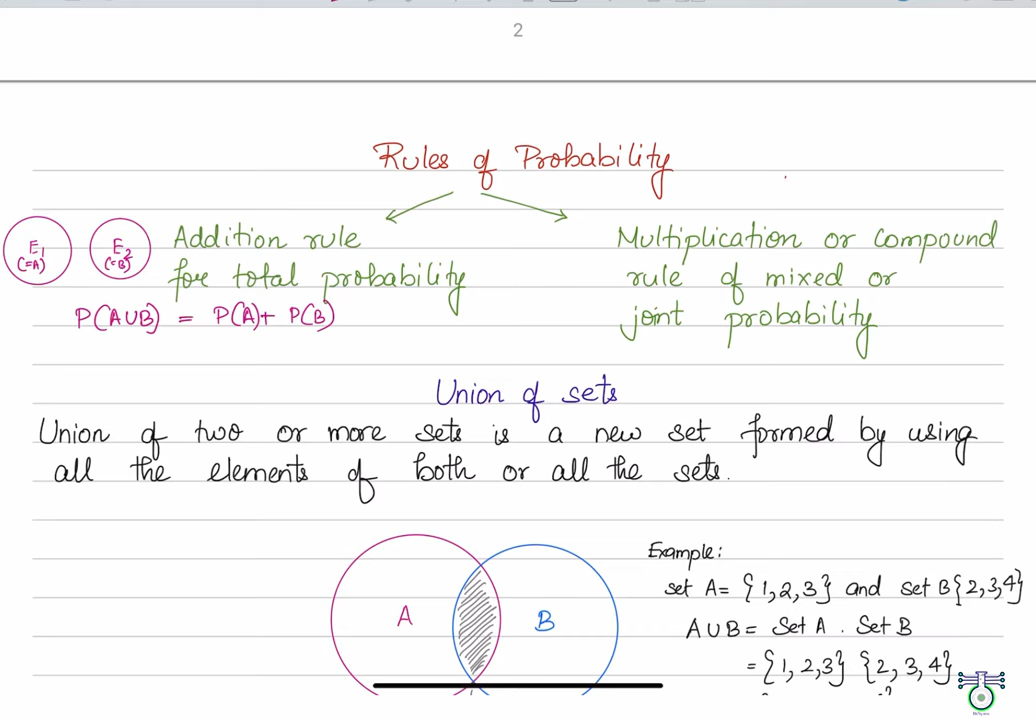 2
Rules of Probability
E1 (=A)
E2 (=B)
Addition rule
for total probability
P(A∪B) = P(A)+ P(B)
Multiplication or compound
rule of mixed or
joint probability
Union of sets
Union of two or more sets is a new set formed by using
all the elements of both or all the sets.
A
B
Example:
set A= {1,2,3} and set B{2,3,4}
A∪B= Set A . Set B
= {1,2,3} {2,3,4}